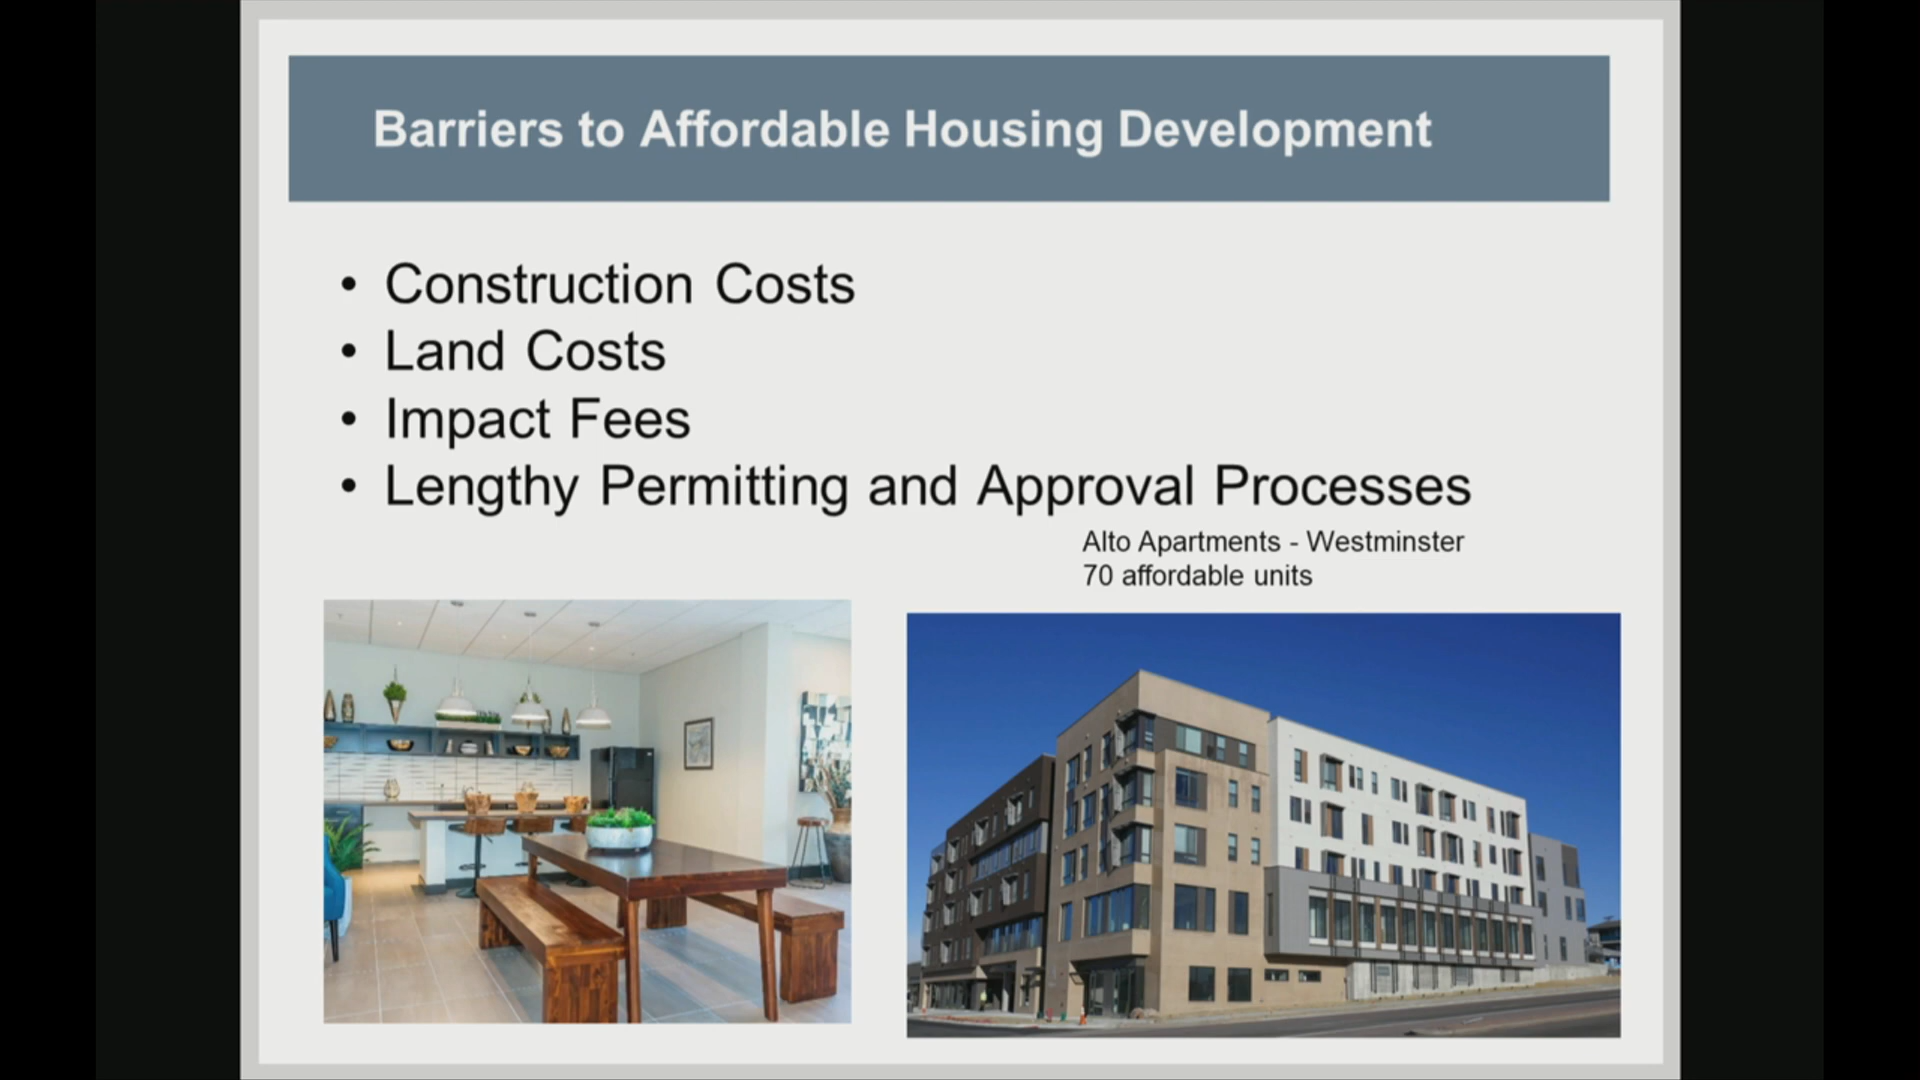 Barriers to Affordable Housing Development
• Construction Costs
• Land Costs
• Impact Fees
• Lengthy Permitting and Approval Processes
Alto Apartments - Westminster
70 affordable units